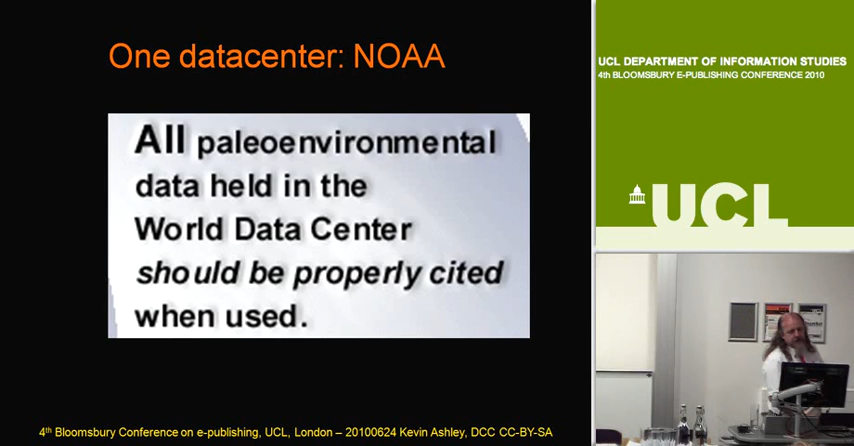 One datacenter: NOAA
All paleoenvironmental
data held in the
World Data Center
should be properly cited
when used.
4th Bloomsbury Conference on e-publishing, UCL, London – 20100624 Kevin Ashley, DCC CC-BY-SA
UCL DEPARTMENT OF INFORMATION STUDIES
4th BLOOMSBURY E-PUBLISHING CONFERENCE 2010
UCL